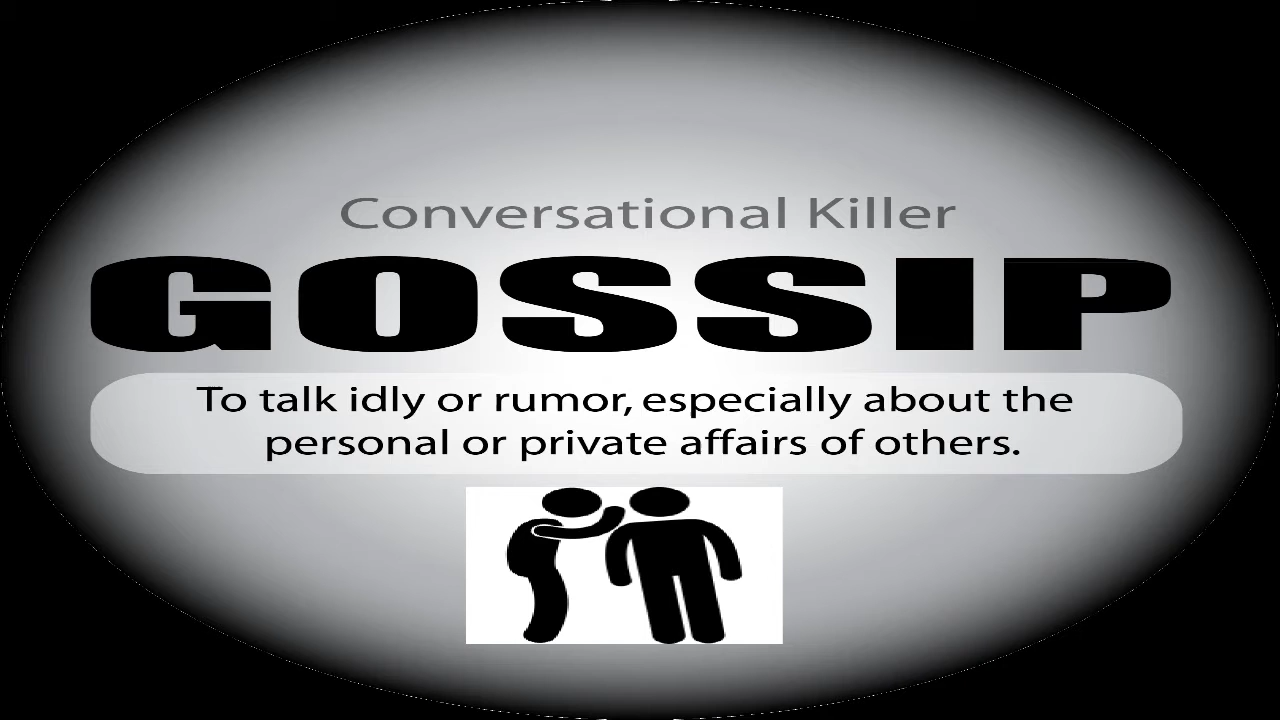 Conversational Killer
GOSSIP
To talk idly or rumor, especially about the
personal or private affairs of others.